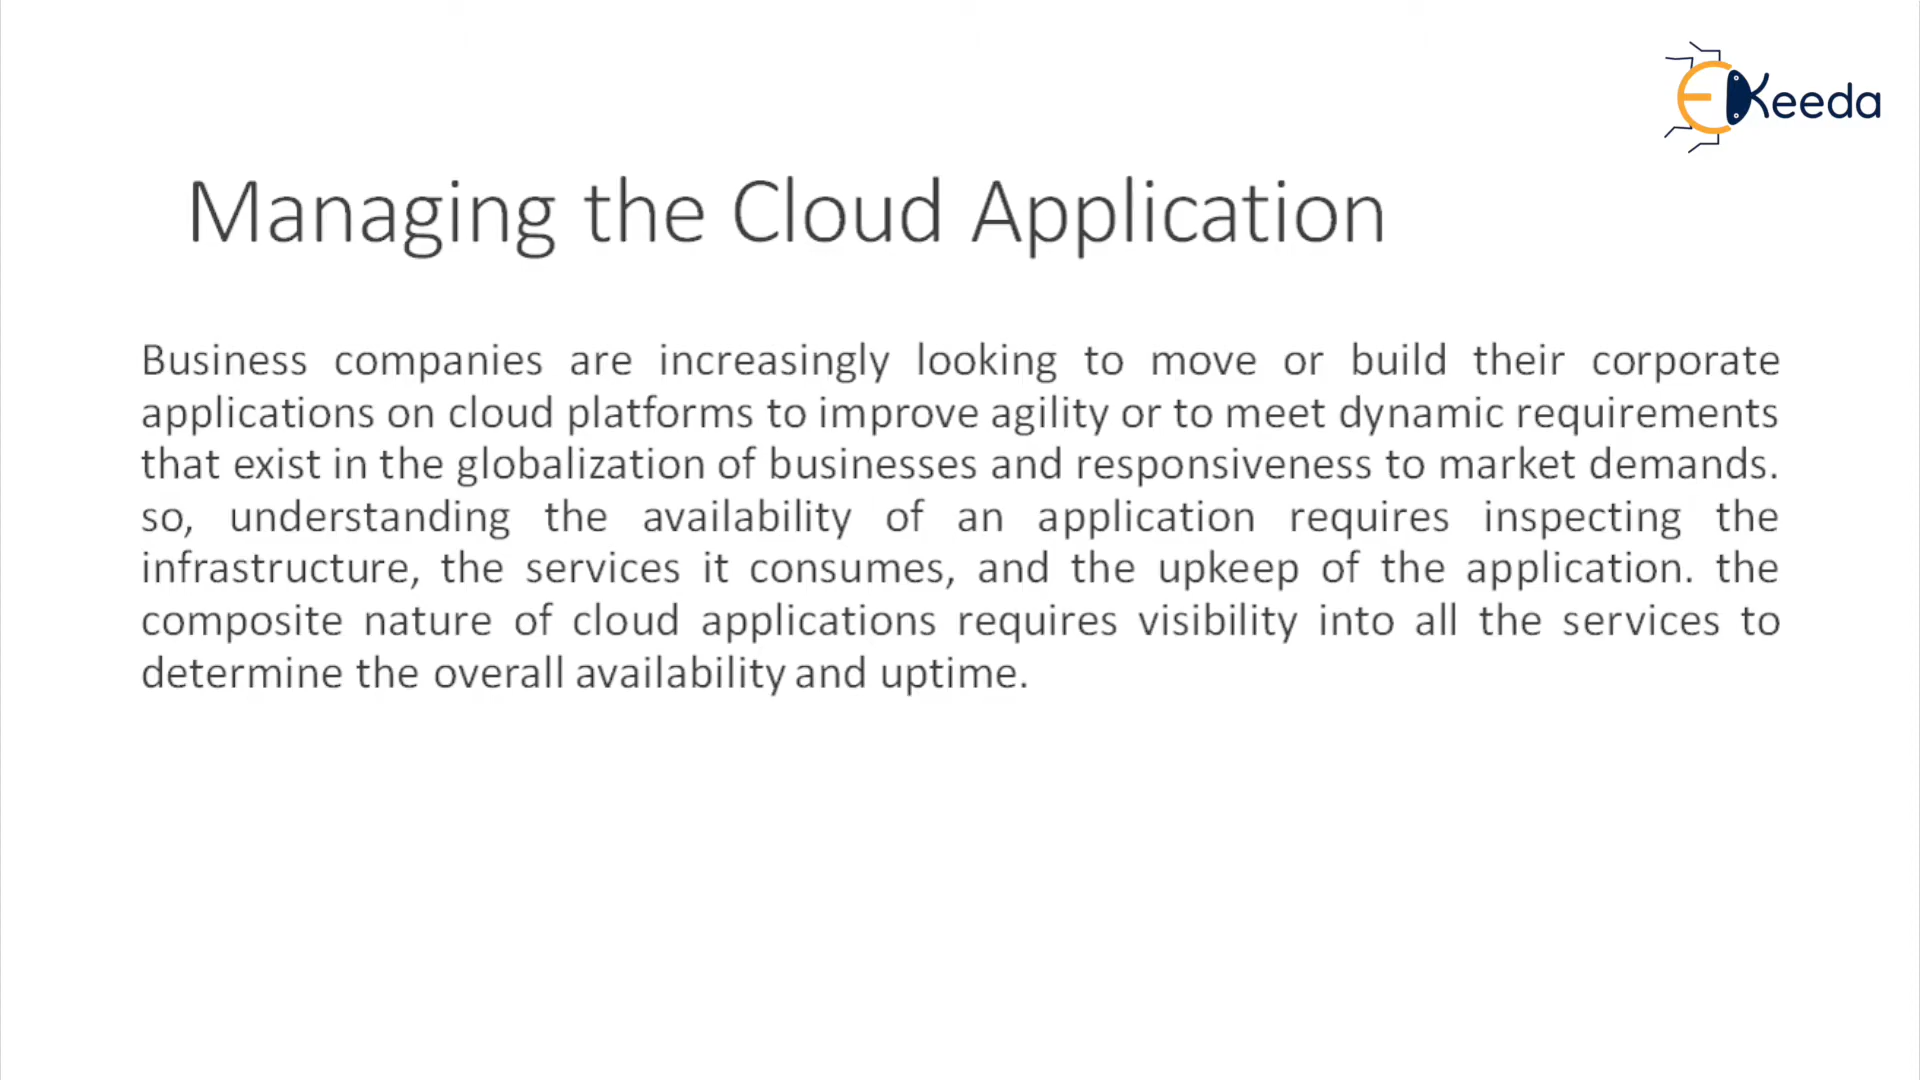 EKeeda
Managing the Cloud Application
Business companies are increasingly looking to move or build their corporate
applications on cloud platforms to improve agility or to meet dynamic requirements
that exist in the globalization of businesses and responsiveness to market demands.
so, understanding the availability of an application requires inspecting the
infrastructure, the services it consumes, and the upkeep of the application. the
composite nature of cloud applications requires visibility into all the services to
determine the overall availability and uptime.